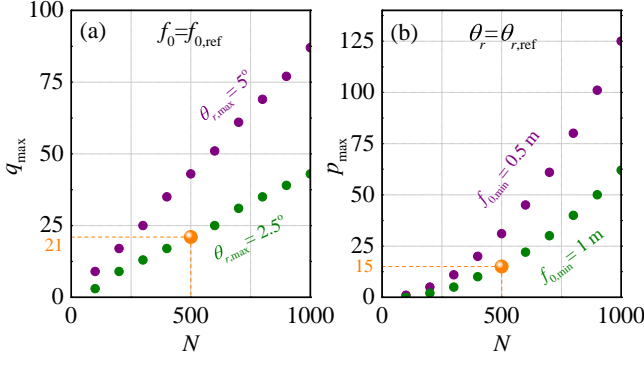 (a) f₀=f₀,ref
θr,max= 5º
θr,max= 2.5º
qmax
100
75
50
25
21
0
0 500 1000
N
(b) θr=θr,ref
f₀,min= 0.5 m
f₀,min= 1 m
pmax
125
100
75
50
25
15
0
0 500 1000
N